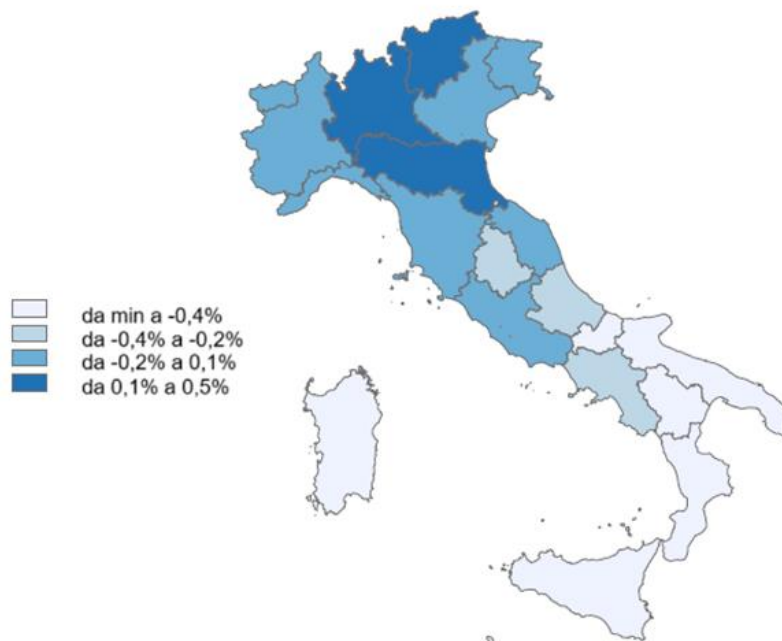 da min a -0,4%
da -0,4% a -0,2%
da -0,2% a 0,1%
da 0,1% a 0,5%